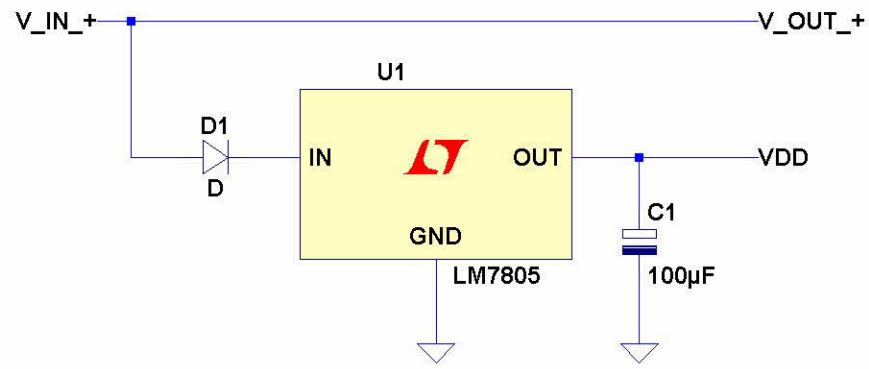 V_IN_+ V_OUT_+
U1
D1
IN OUT VDD
D
C1
GND
LM7805 100µF